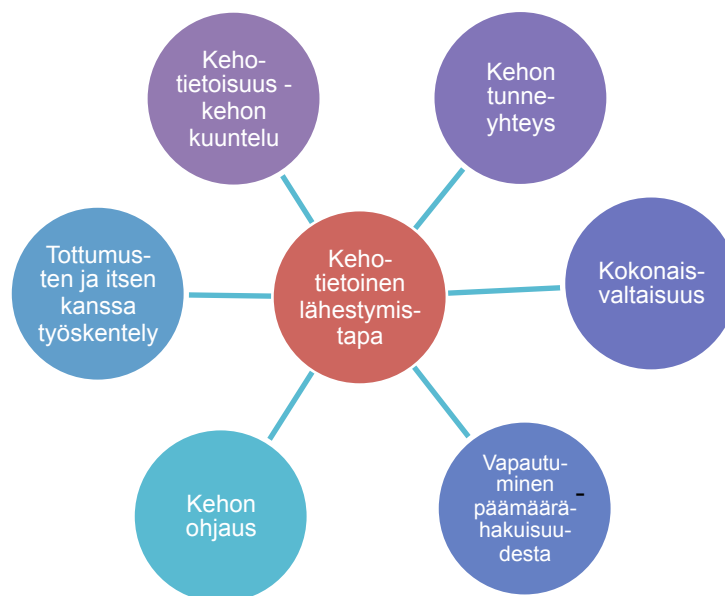 Keho-
tietoisuus -
kehon
kuuntelu
Kehon
tunne-
yhteys
Tottumus-
ten ja itsen
kanssa
työskentely
Keho-
tietoinen
lähestymis-
tapa
Kokonais-
valtaisuus
Kehon
ohjaus
Vapautu-
minen -
päämäärä-
hakuisuu-
desta